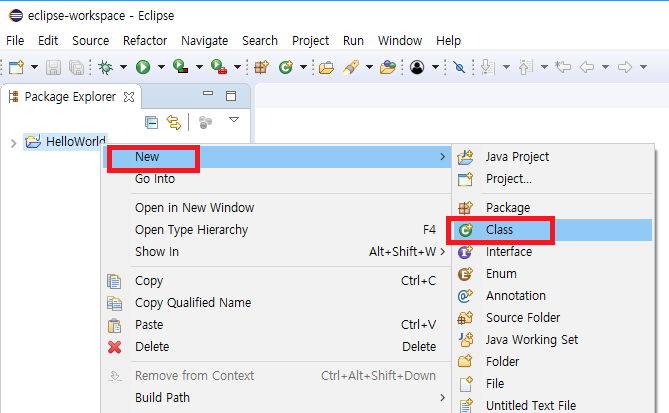 eclipse-workspace - Eclipse
File Edit Source Refactor Navigate Search Project Run Window Help
Package Explorer
HelloWorld
New
Go Into
Open in New Window
Open Type Hierarchy F4
Show In Alt+Shift+W
Copy Ctrl+C
Copy Qualified Name
Paste Ctrl+V
Delete Delete
Remove from Context Ctrl+Alt+Shift+Down
Build Path
Java Project
Project...
Package
Class
Interface
Enum
Annotation
Source Folder
Java Working Set
Folder
File
Untitled Text File